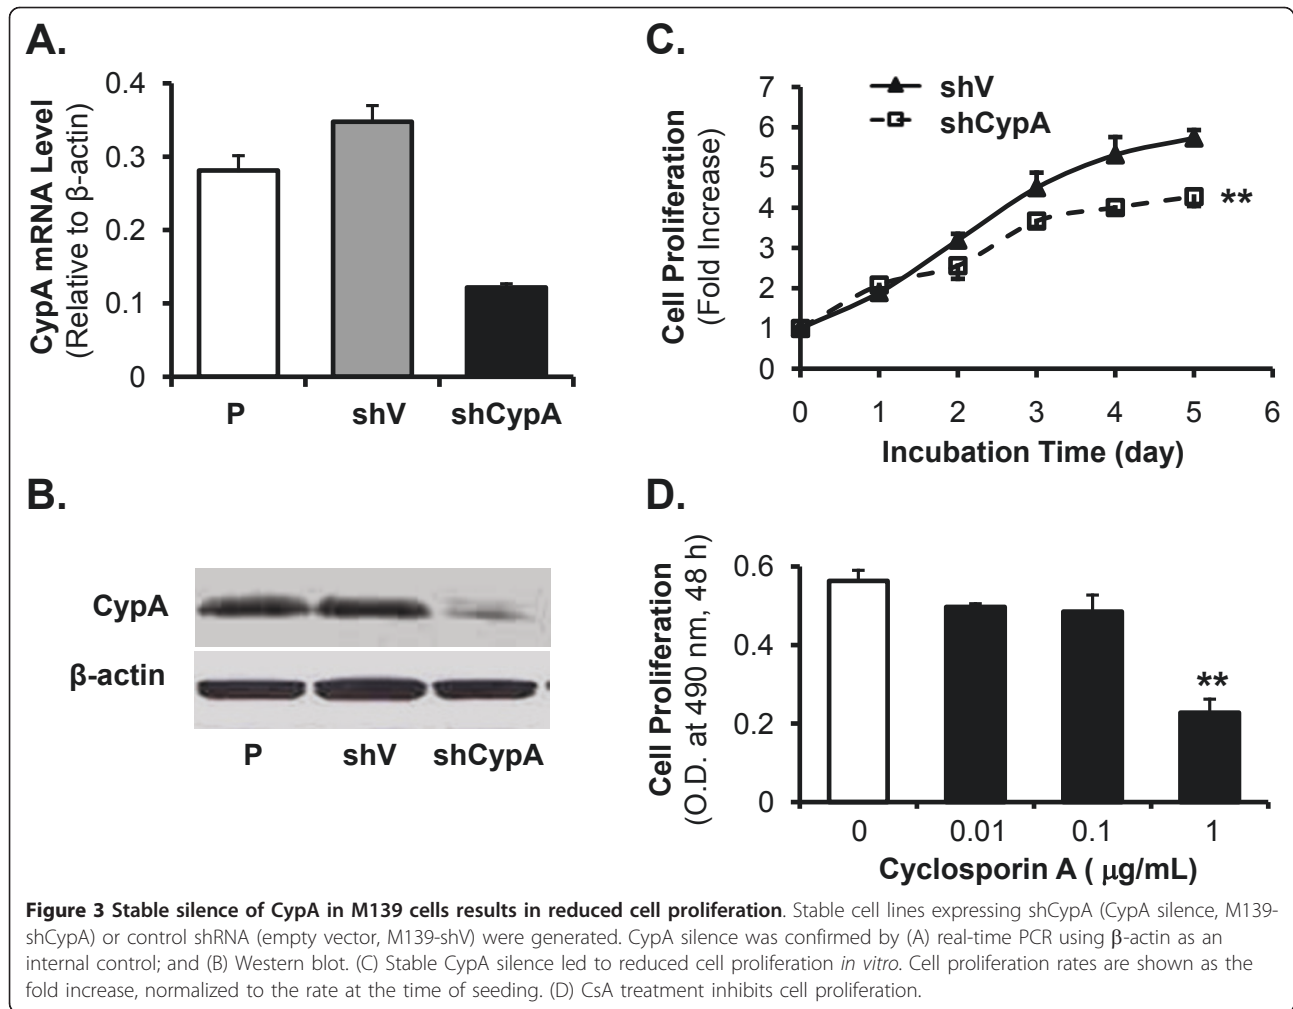 A.
CypA mRNA Level
(Relative to β-actin)
0.4
0.3
0.2
0.1
0
P shV shCypA
B.
CypA
β-actin
P shV shCypA
C.
Cell Proliferation
(Fold Increase)
7
6
5
4
3
2
1
0
shV
shCypA
**
0 1 2 3 4 5 6
Incubation Time (day)
D.
Cell Proliferation
(O.D. at 490 nm, 48 h)
0.6
0.4
0.2
0
**
0 0.01 0.1 1
Cyclosporin A ( μg/mL)
Figure 3 Stable silence of CypA in M139 cells results in reduced cell proliferation. Stable cell lines expressing shCypA (CypA silence, M139-
shCypA) or control shRNA (empty vector, M139-shV) were generated. CypA silence was confirmed by (A) real-time PCR using β-actin as an
internal control; and (B) Western blot. (C) Stable CypA silence led to reduced cell proliferation in vitro. Cell proliferation rates are shown as the
fold increase, normalized to the rate at the time of seeding. (D) CsA treatment inhibits cell proliferation.